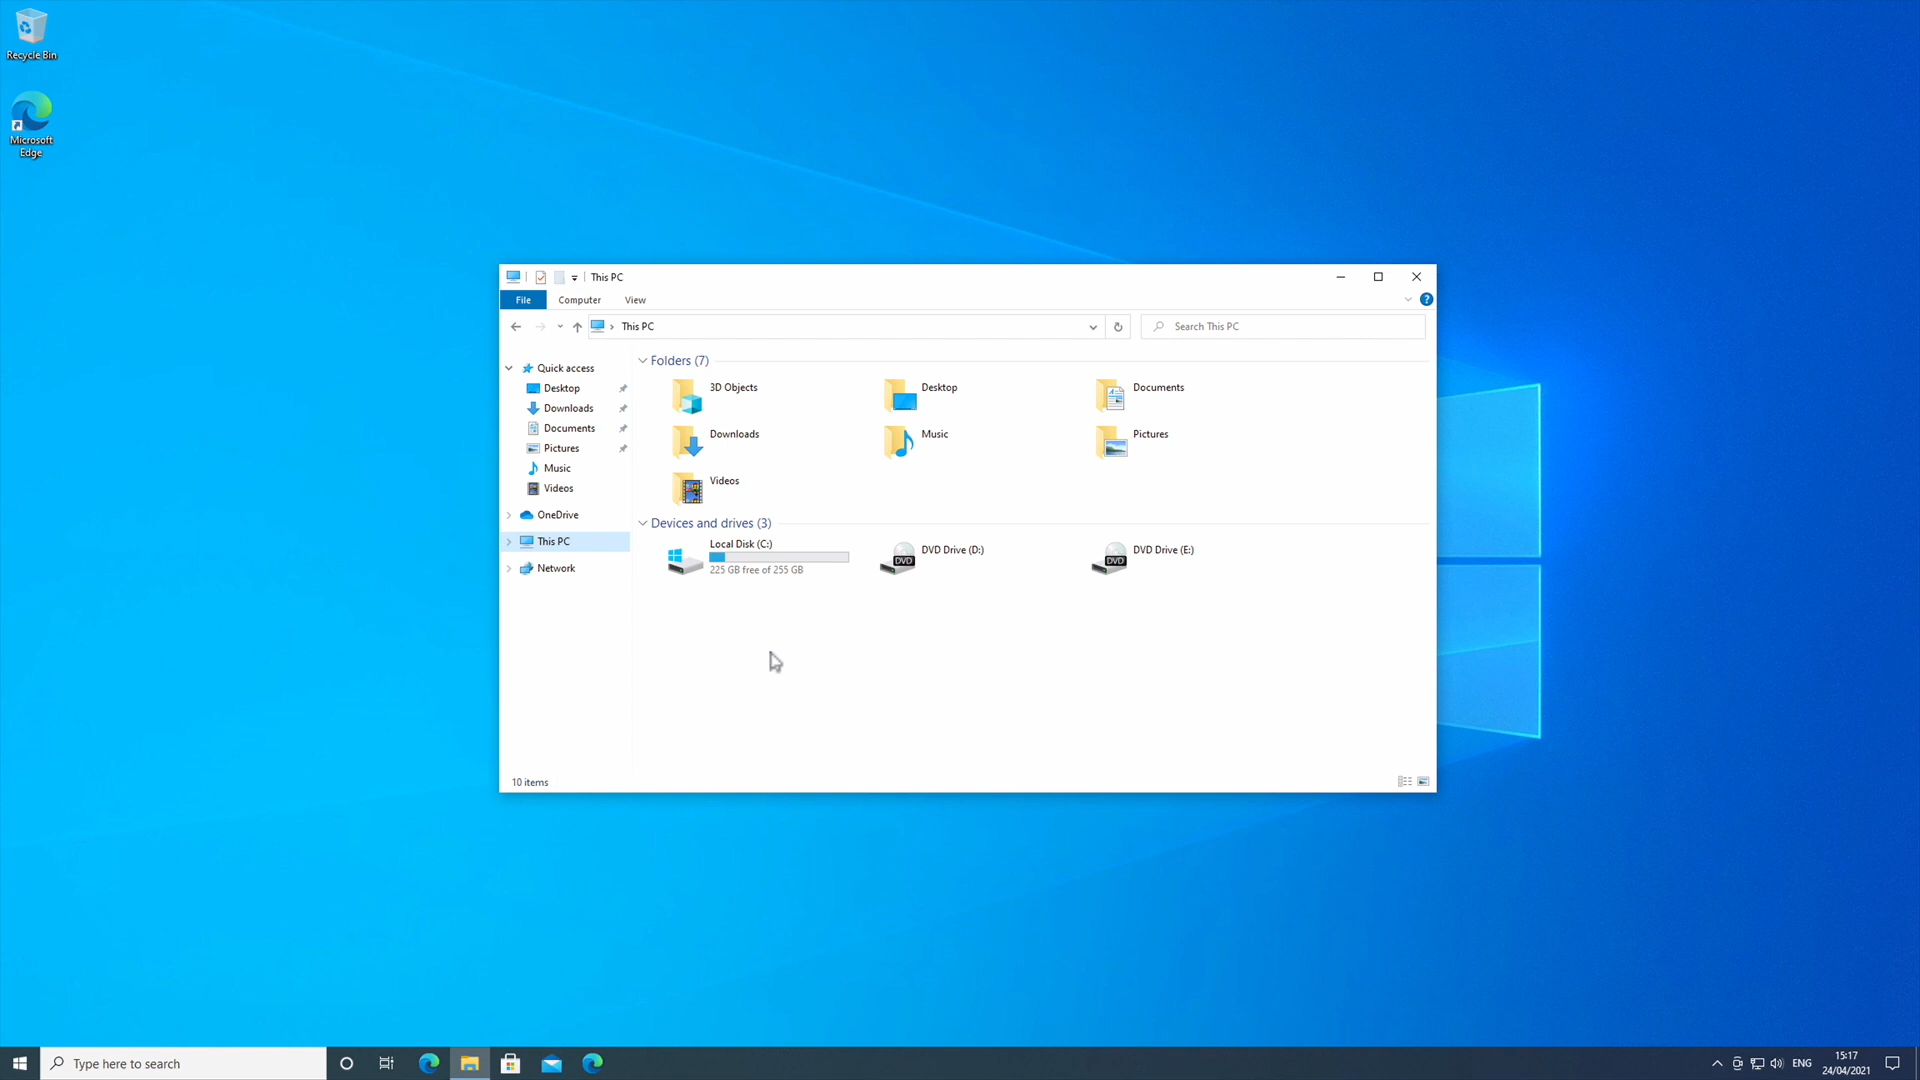 Recycle Bin
Microsoft
Edge
This PC
File Computer View
This PC
Search This PC
Quick access
Desktop
Downloads
Documents
Pictures
Music
Videos
OneDrive
This PC
Network
Folders (7)
3D Objects
Desktop
Documents
Downloads
Music
Pictures
Videos
Devices and drives (3)
Local Disk (C:)
225 GB free of 255 GB
DVD
DVD Drive (D:)
DVD
DVD Drive (E:)
10 items
Type here to search
ENG
15:17
24/04/2021